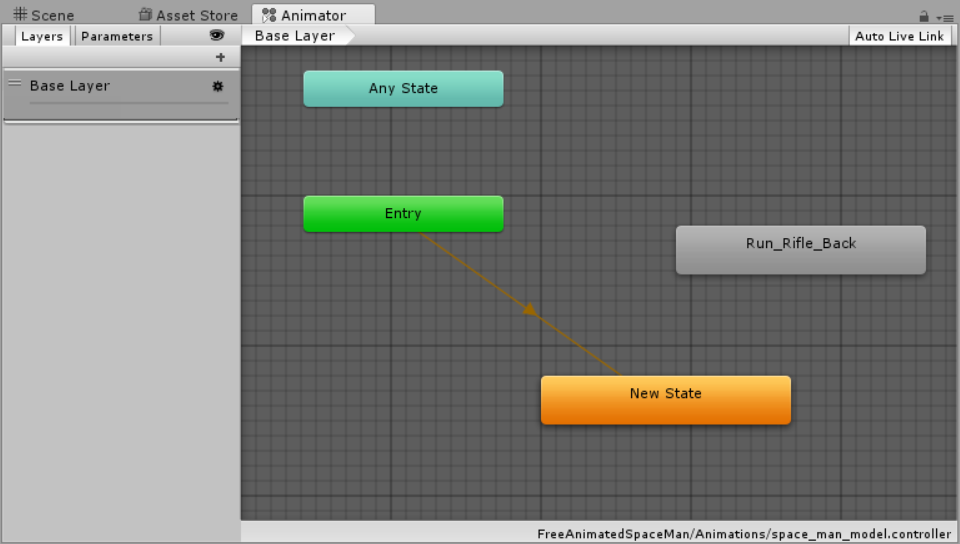 Scene Asset Store Animator
Layers Parameters Base Layer Auto Live Link
+
Base Layer
Any State
Entry
Run_Rifle_Back
New State
FreeAnimatedSpaceMan/Animations/space_man_model.controller